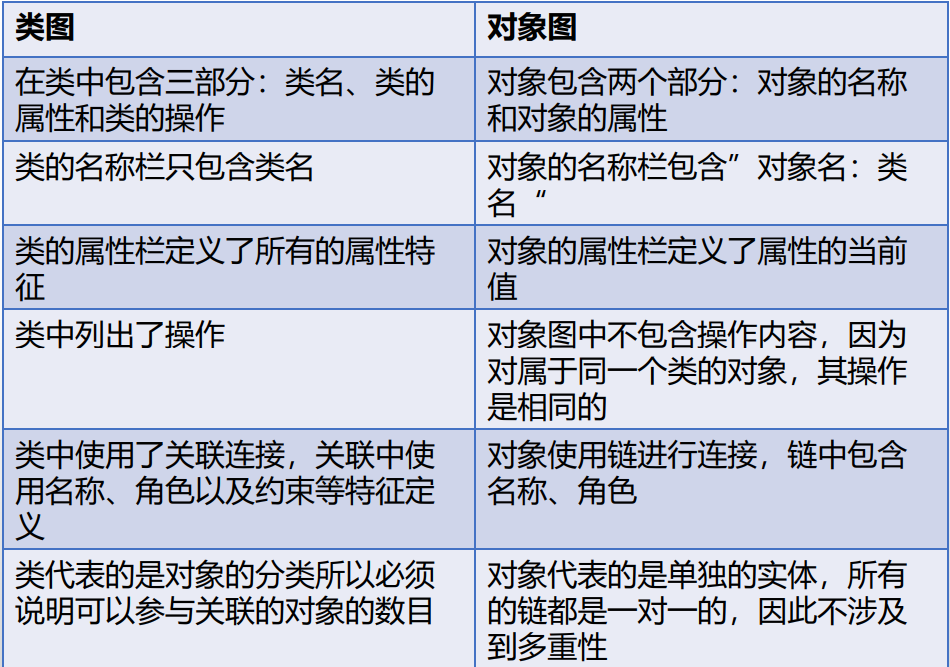 类图
对象图
在类中包含三部分：类名、类的
属性和类的操作
对象包含两个部分：对象的名称
和对象的属性
类的名称栏只包含类名
对象的名称栏包含”对象名：类
名“
类的属性栏定义了所有的属性特
征
对象的属性栏定义了属性的当前
值
类中列出了操作
对象图中不包含操作内容，因为
对属于同一个类的对象，其操作
是相同的
类中使用了关联连接，关联中使
用名称、角色以及约束等特征定
义
对象使用链进行连接，链中包含
名称、角色
类代表的是对象的分类所以必须
说明可以参与关联的对象的数目
对象代表的是单独的实体，所有
的链都是一对一的，因此不涉及
到多重性